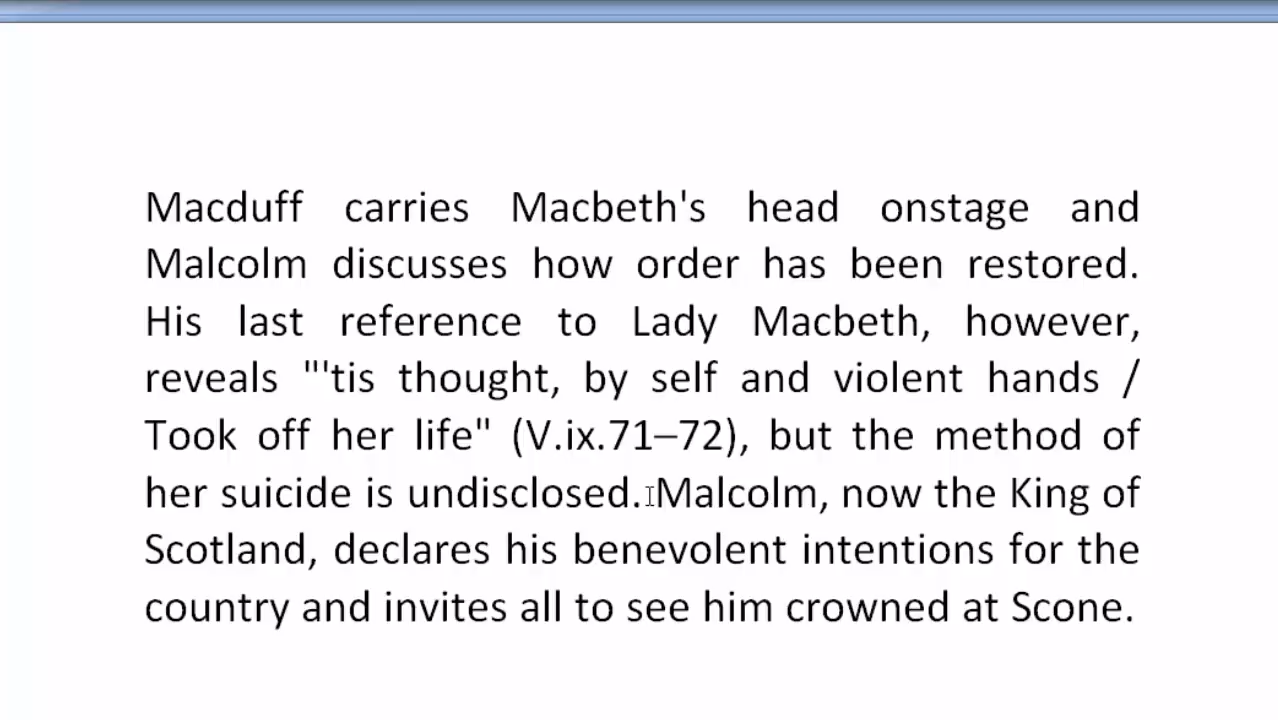 Macduff carries Macbeth's head onstage and
Malcolm discusses how order has been restored.
His last reference to Lady Macbeth, however,
reveals "'tis thought, by self and violent hands /
Took off her life" (V.ix.71–72), but the method of
her suicide is undisclosed. Malcolm, now the King of
Scotland, declares his benevolent intentions for the
country and invites all to see him crowned at Scone.